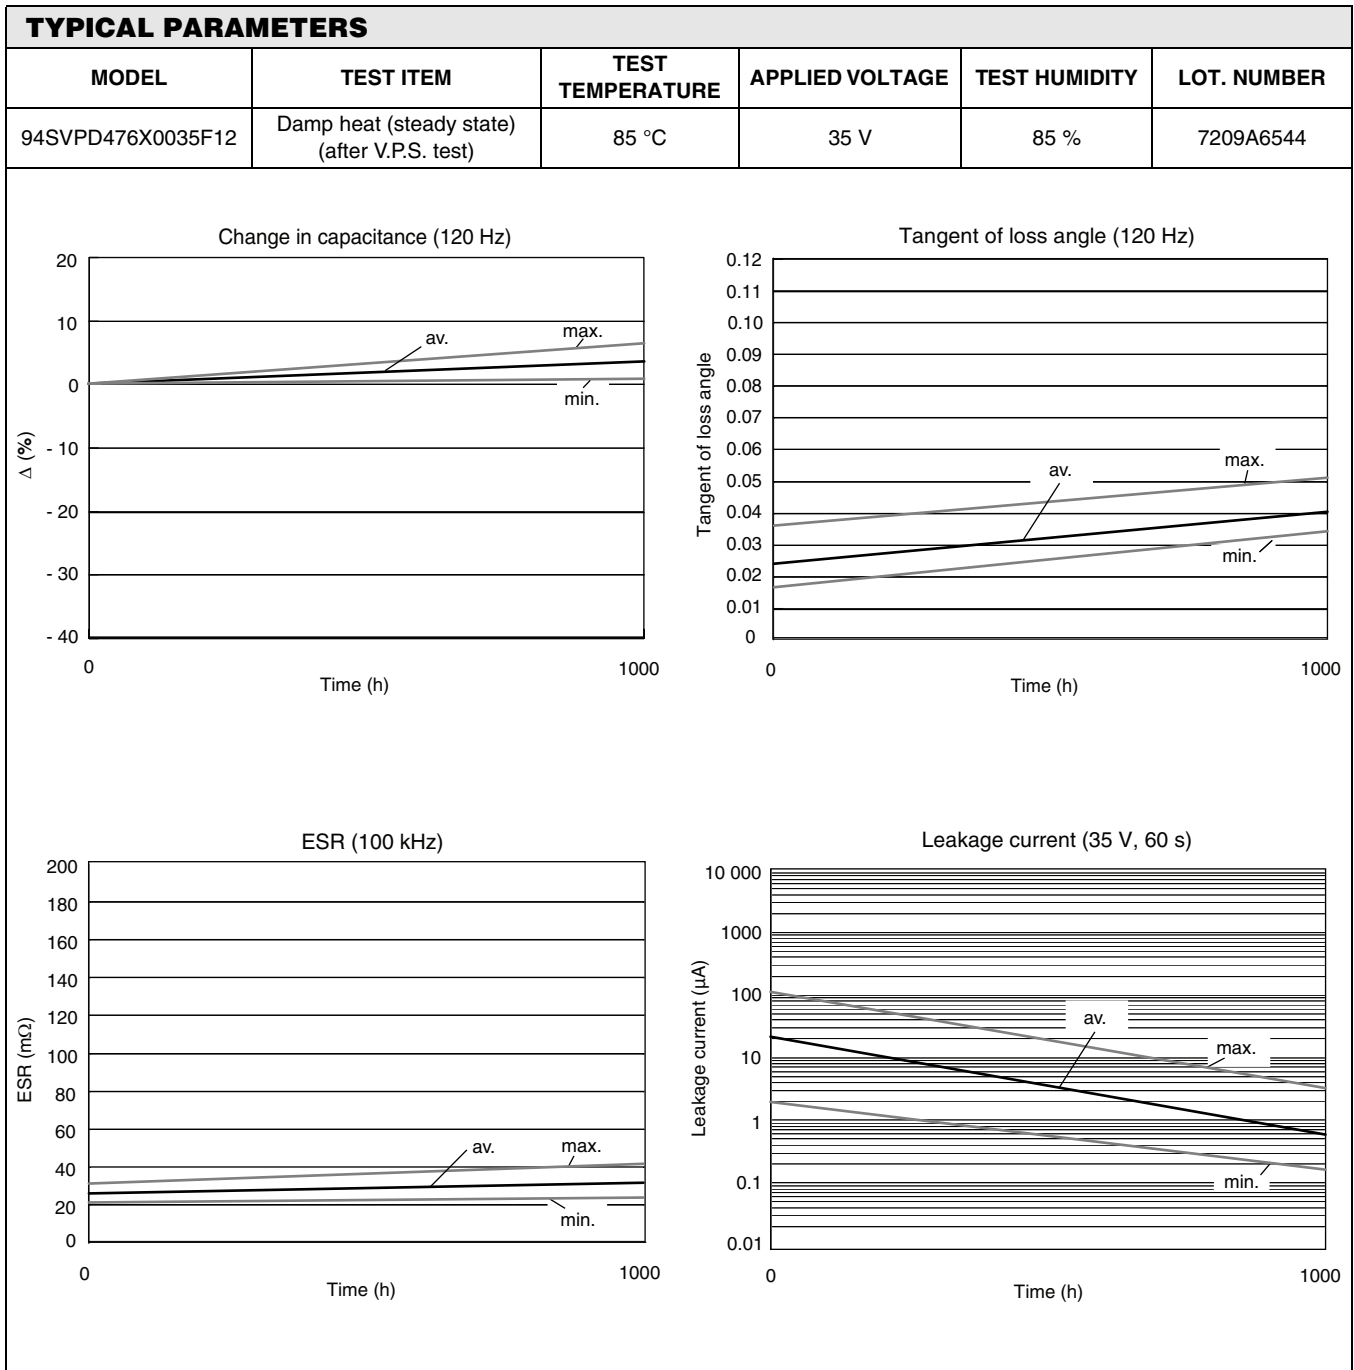 TYPICAL PARAMETERS
MODEL TEST ITEM TEST TEMPERATURE APPLIED VOLTAGE TEST HUMIDITY LOT. NUMBER
94SVPD476X0035F12 Damp heat (steady state) (after V.P.S. test) 85 °C 35 V 85 % 7209A6544
Change in capacitance (120 Hz)
20
10
0
- 10
- 20
- 30
- 40
Δ (%)
av.
max.
min.
0 1000
Time (h)
Tangent of loss angle (120 Hz)
0.12
0.11
0.10
0.09
0.08
0.07
0.06
0.05
0.04
0.03
0.02
0.01
0
Tangent of loss angle
av.
max.
min.
0 1000
Time (h)
ESR (100 kHz)
200
180
160
140
120
100
80
60
40
20
0
ESR (mΩ)
av.
max.
min.
0 1000
Time (h)
Leakage current (35 V, 60 s)
10 000
1000
100
10
1
0.1
0.01
Leakage current (µA)
av.
max.
min.
0 1000
Time (h)